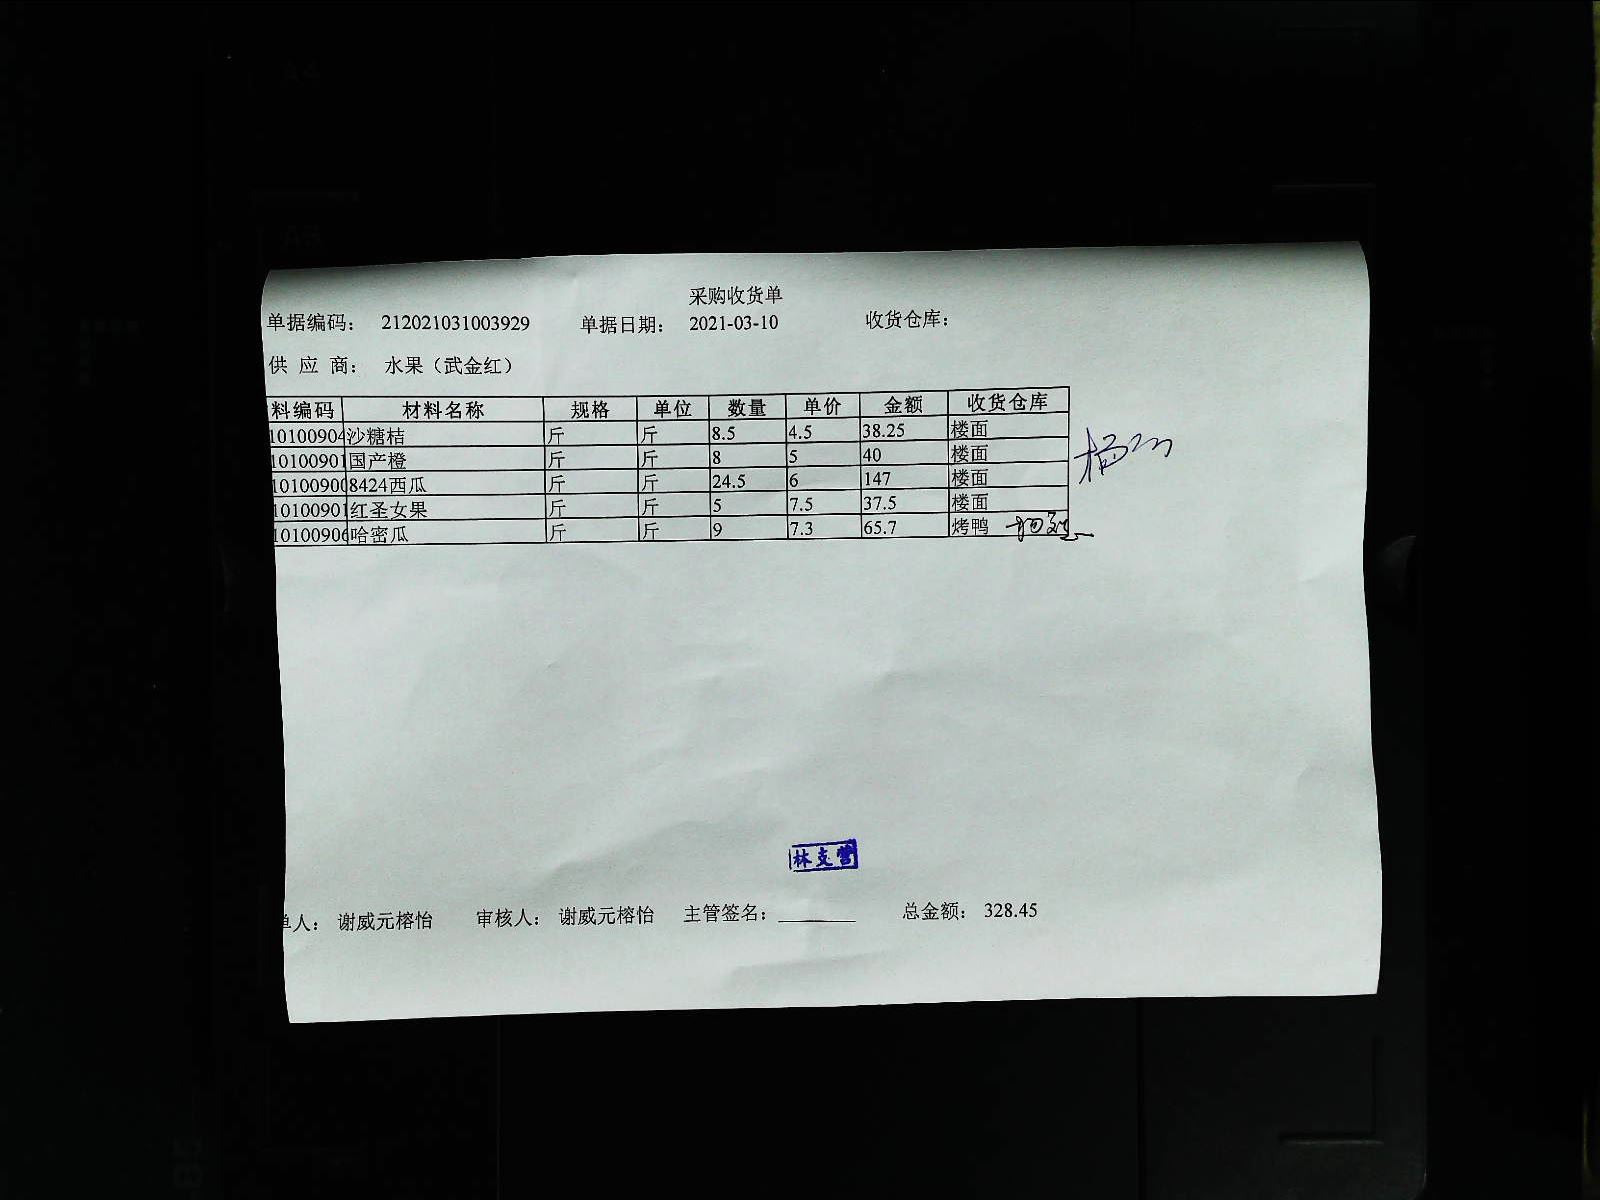 采购收货单
单据编码: 212021031003929 单据日期: 2021-03-10 收货仓库:
供 应 商: 水果（武金红）
料编码 材料名称 规格 单位 数量 单价 金额 收货仓库
10100904 沙糖桔 斤 斤 8.5 4.5 38.25 楼面
10100901 国产橙 斤 斤 8 5 40 楼面
10100900 8424西瓜 斤 斤 24.5 6 147 楼面
10100901 红圣女果 斤 斤 5 7.5 37.5 楼面
10100906 哈密瓜 斤 斤 9 7.3 65.7 烤鸭
林支营
单人: 谢威元榕怡 审核人: 谢威元榕怡 主管签名: 总金额: 328.45